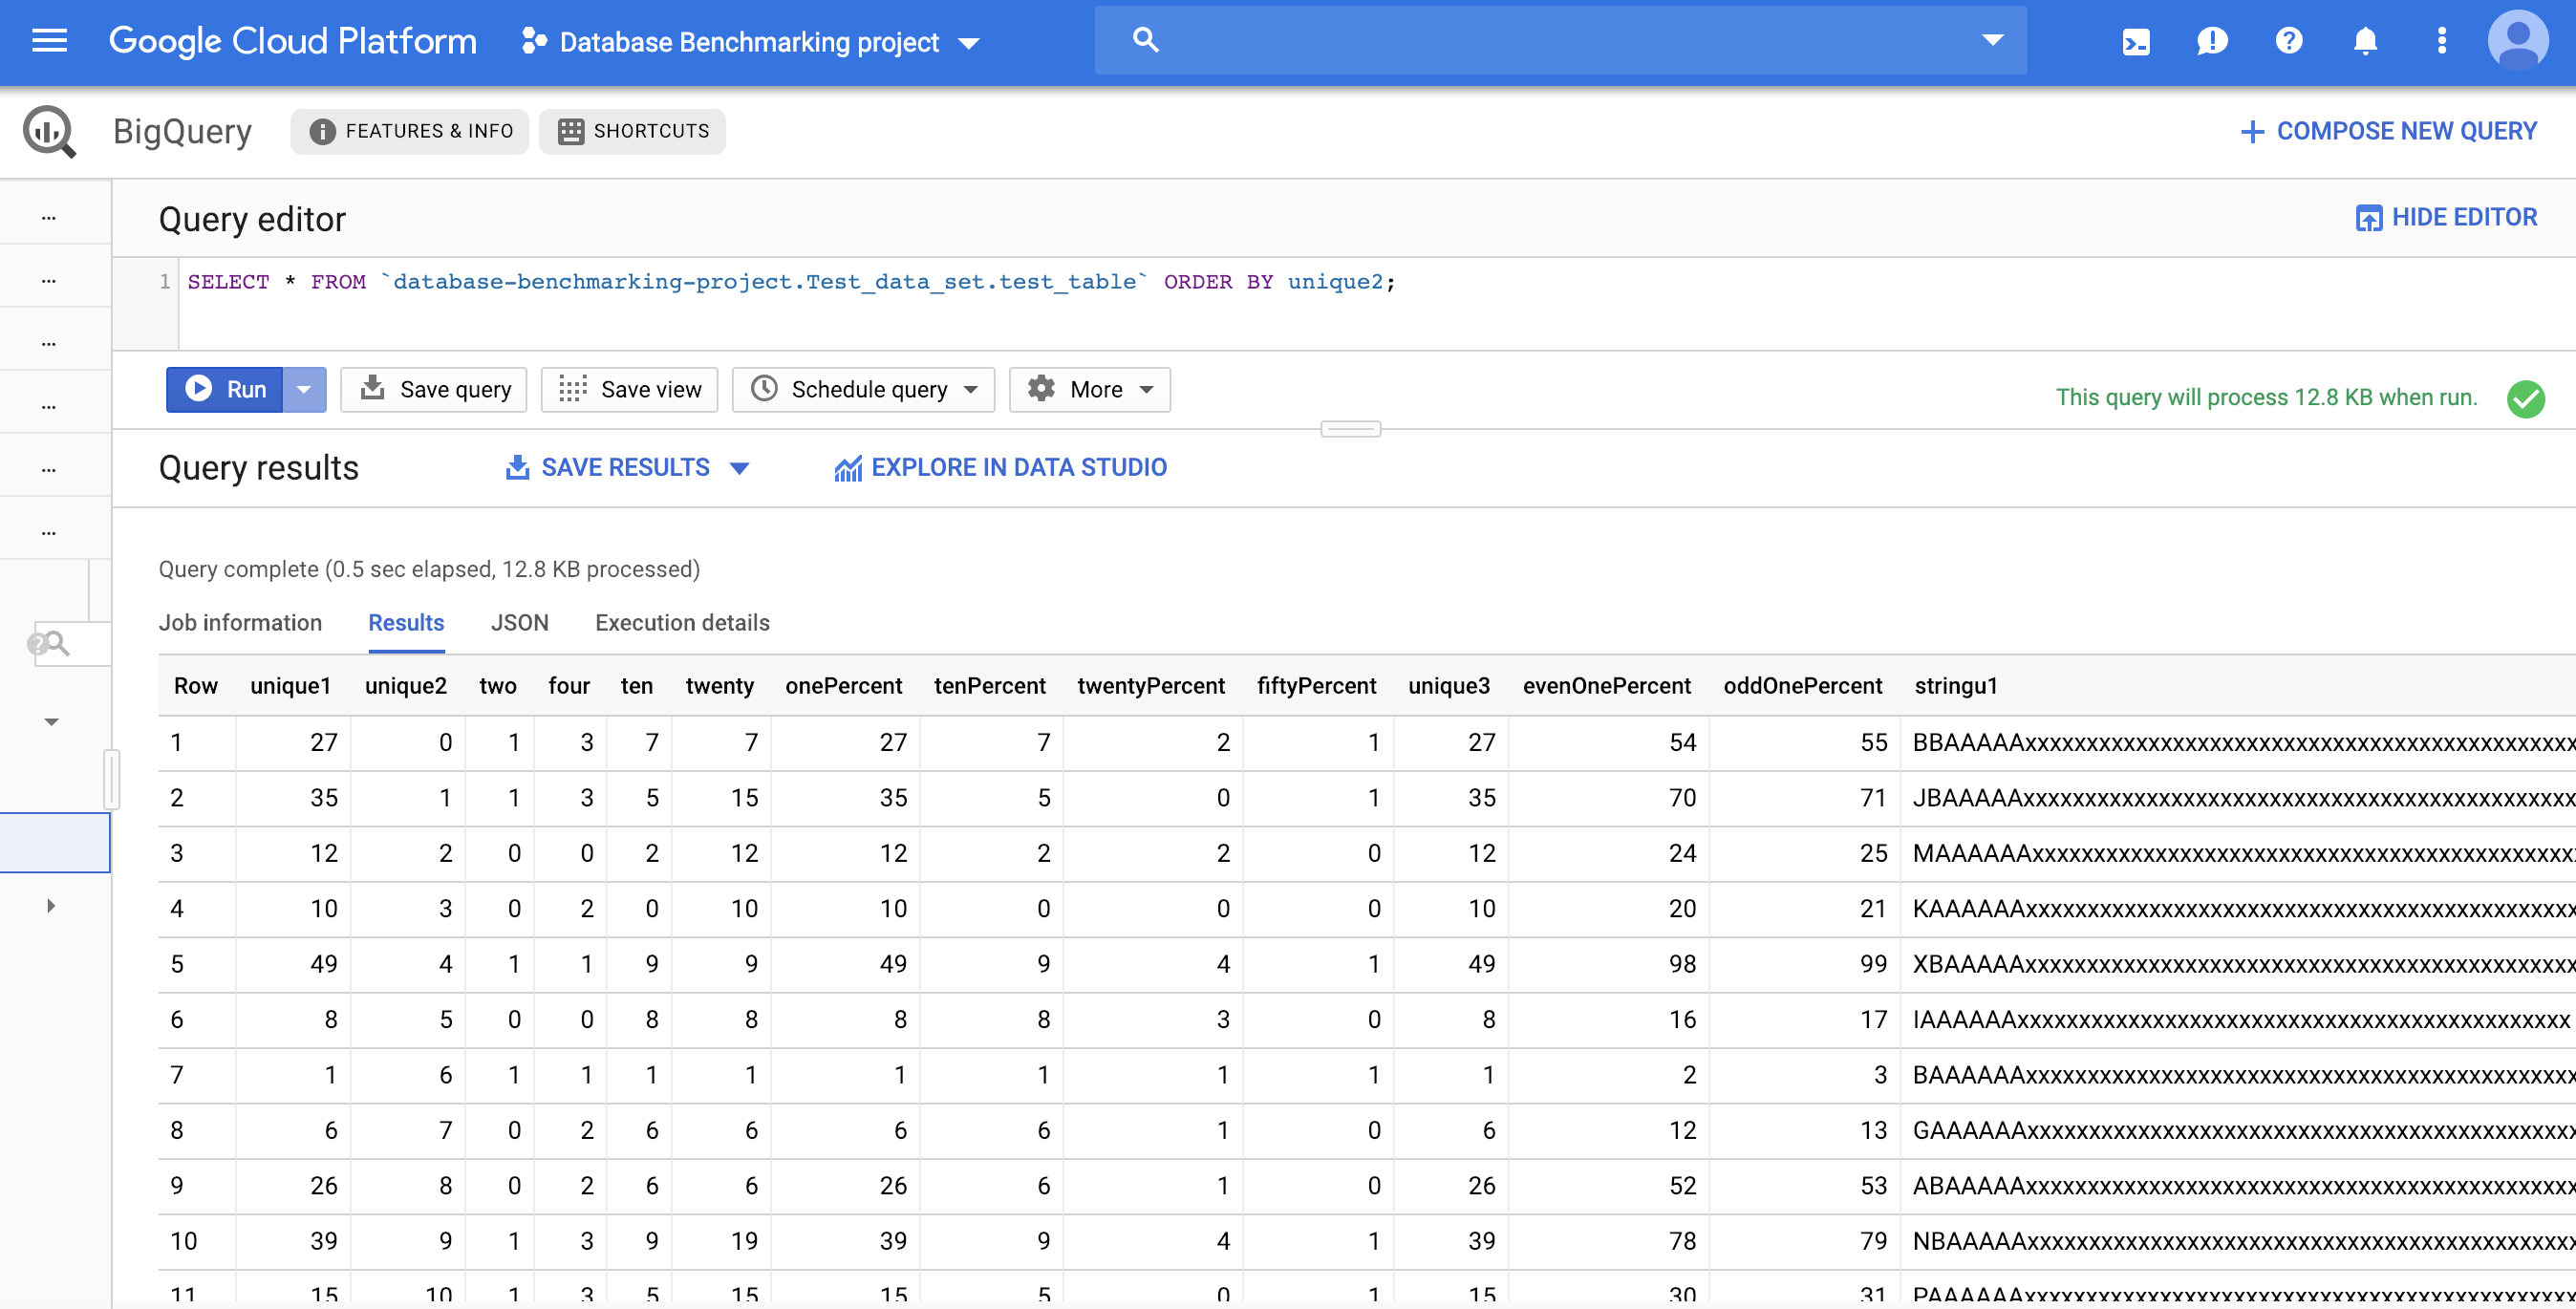 Google Cloud Platform Database Benchmarking project
BigQuery FEATURES & INFO SHORTCUTS + COMPOSE NEW QUERY
...
Query editor HIDE EDITOR
...
1 SELECT * FROM `database-benchmarking-project.Test_data_set.test_table` ORDER BY unique2;
...
...
Run Save query Save view Schedule query More This query will process 12.8 KB when run.
...
Query results SAVE RESULTS EXPLORE IN DATA STUDIO
...
Query complete (0.5 sec elapsed, 12.8 KB processed)
Job information Results JSON Execution details
Row unique1 unique2 two four ten twenty onePercent tenPercent twentyPercent fiftyPercent unique3 evenOnePercent oddOnePercent stringu1
1 27 0 1 3 7 7 27 7 2 1 27 54 55 BBAAAAAxxxxxxxxxxxxxxxxxxxxxxxxxxxxxxxxxxxxxxxxxxxxx
2 35 1 1 3 5 15 35 5 0 1 35 70 71 JBAAAAAxxxxxxxxxxxxxxxxxxxxxxxxxxxxxxxxxxxxxxxxxxxxx
3 12 2 0 0 2 12 12 2 2 0 12 24 25 MAAAAAAxxxxxxxxxxxxxxxxxxxxxxxxxxxxxxxxxxxxxxxxxxxx
4 10 3 0 2 0 10 10 0 0 0 10 20 21 KAAAAAAxxxxxxxxxxxxxxxxxxxxxxxxxxxxxxxxxxxxxxxxxxxxx
5 49 4 1 1 9 9 49 9 4 1 49 98 99 XBAAAAAxxxxxxxxxxxxxxxxxxxxxxxxxxxxxxxxxxxxxxxxxxxxx
6 8 5 0 0 8 8 8 8 3 0 8 16 17 IAAAAAAxxxxxxxxxxxxxxxxxxxxxxxxxxxxxxxxxxxxxxxxxxxxx
7 1 6 1 1 1 1 1 1 1 1 1 2 3 BAAAAAAxxxxxxxxxxxxxxxxxxxxxxxxxxxxxxxxxxxxxxxxxxxxx
8 6 7 0 2 6 6 6 6 1 0 6 12 13 GAAAAAAxxxxxxxxxxxxxxxxxxxxxxxxxxxxxxxxxxxxxxxxxxxxx
9 26 8 0 2 6 6 26 6 1 0 26 52 53 ABAAAAAxxxxxxxxxxxxxxxxxxxxxxxxxxxxxxxxxxxxxxxxxxxxx
10 39 9 1 3 9 19 39 9 4 1 39 78 79 NBAAAAAxxxxxxxxxxxxxxxxxxxxxxxxxxxxxxxxxxxxxxxxxxxxx
11 15 10 1 3 5 15 15 5 0 1 15 30 31 PAAAAAAxxxxxxxxxxxxxxxxxxxxxxxxxxxxxxxxxxxxxxxxxxxxx